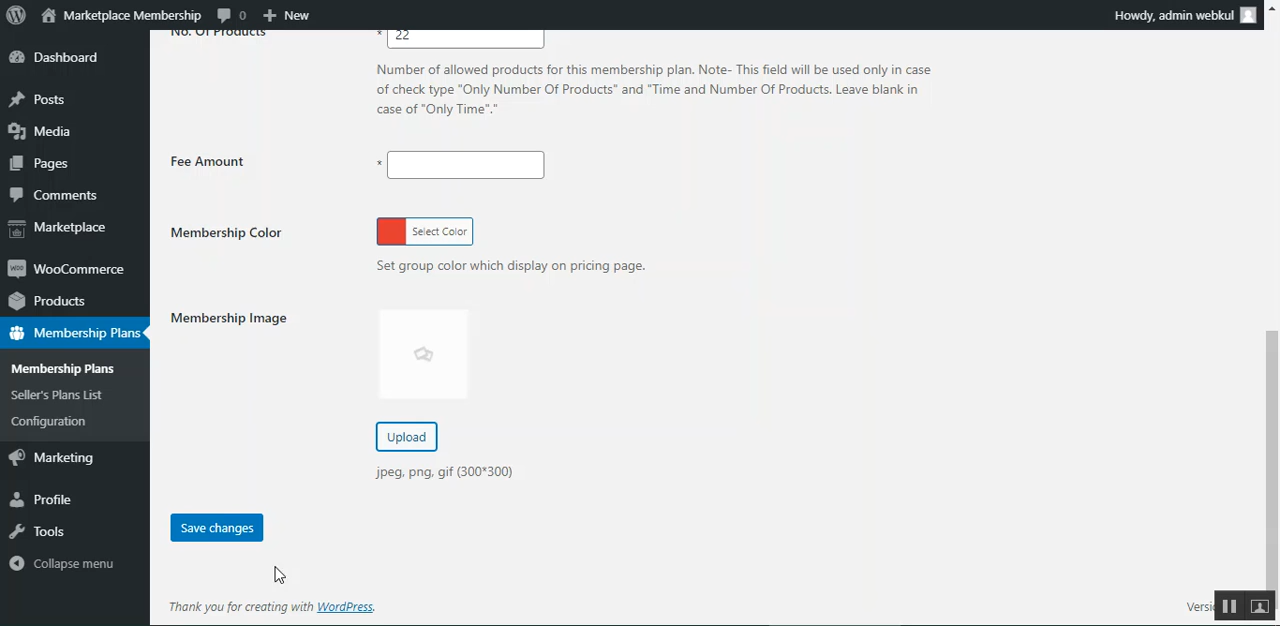 Marketplace Membership 0 New Howdy, admin webkul
Dashboard
Posts
Media
Pages
Comments
Marketplace
WooCommerce
Products
Membership Plans
Membership Plans
Seller's Plans List
Configuration
Marketing
Profile
Tools
Collapse menu
No. Of Products * 22
Number of allowed products for this membership plan. Note- This field will be used only in case
of check type "Only Number Of Products" and "Time and Number Of Products. Leave blank in
case of "Only Time"."
Fee Amount *
Membership Color Select Color
Set group color which display on pricing page.
Membership Image
Upload
jpeg, png, gif (300*300)
Save changes
Thank you for creating with WordPress.